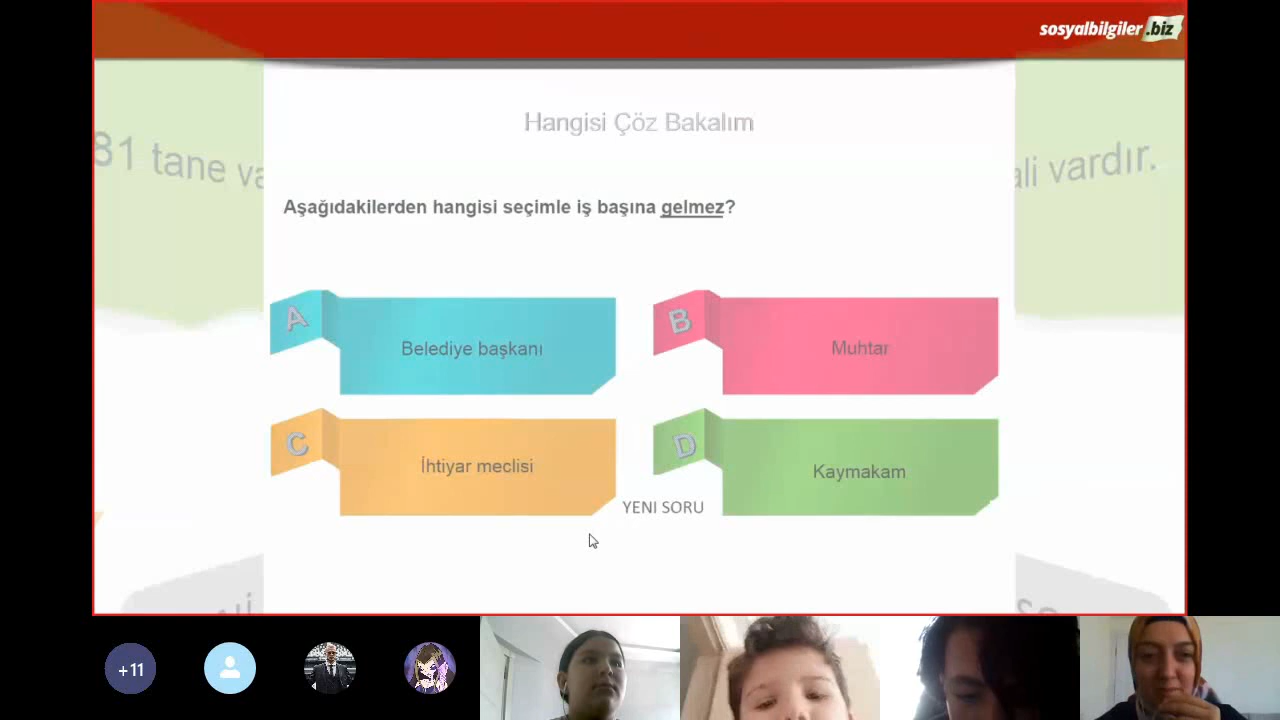 sosyalbilgiler .biz
Hangisi Çöz Bakalım
81 tane va
ali vardır.
Aşağıdakilerden hangisi seçimle iş başına gelmez?
A
Belediye başkanı
B
Muhtar
C
İhtiyar meclisi
D
Kaymakam
YENI SORU
+11